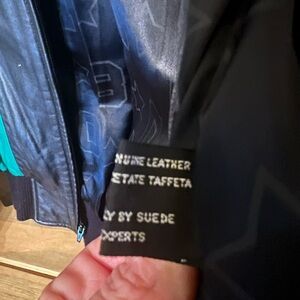 NUINE LEATHER
ETATE TAFFETA
LY BY SUEDE
EXPERTS